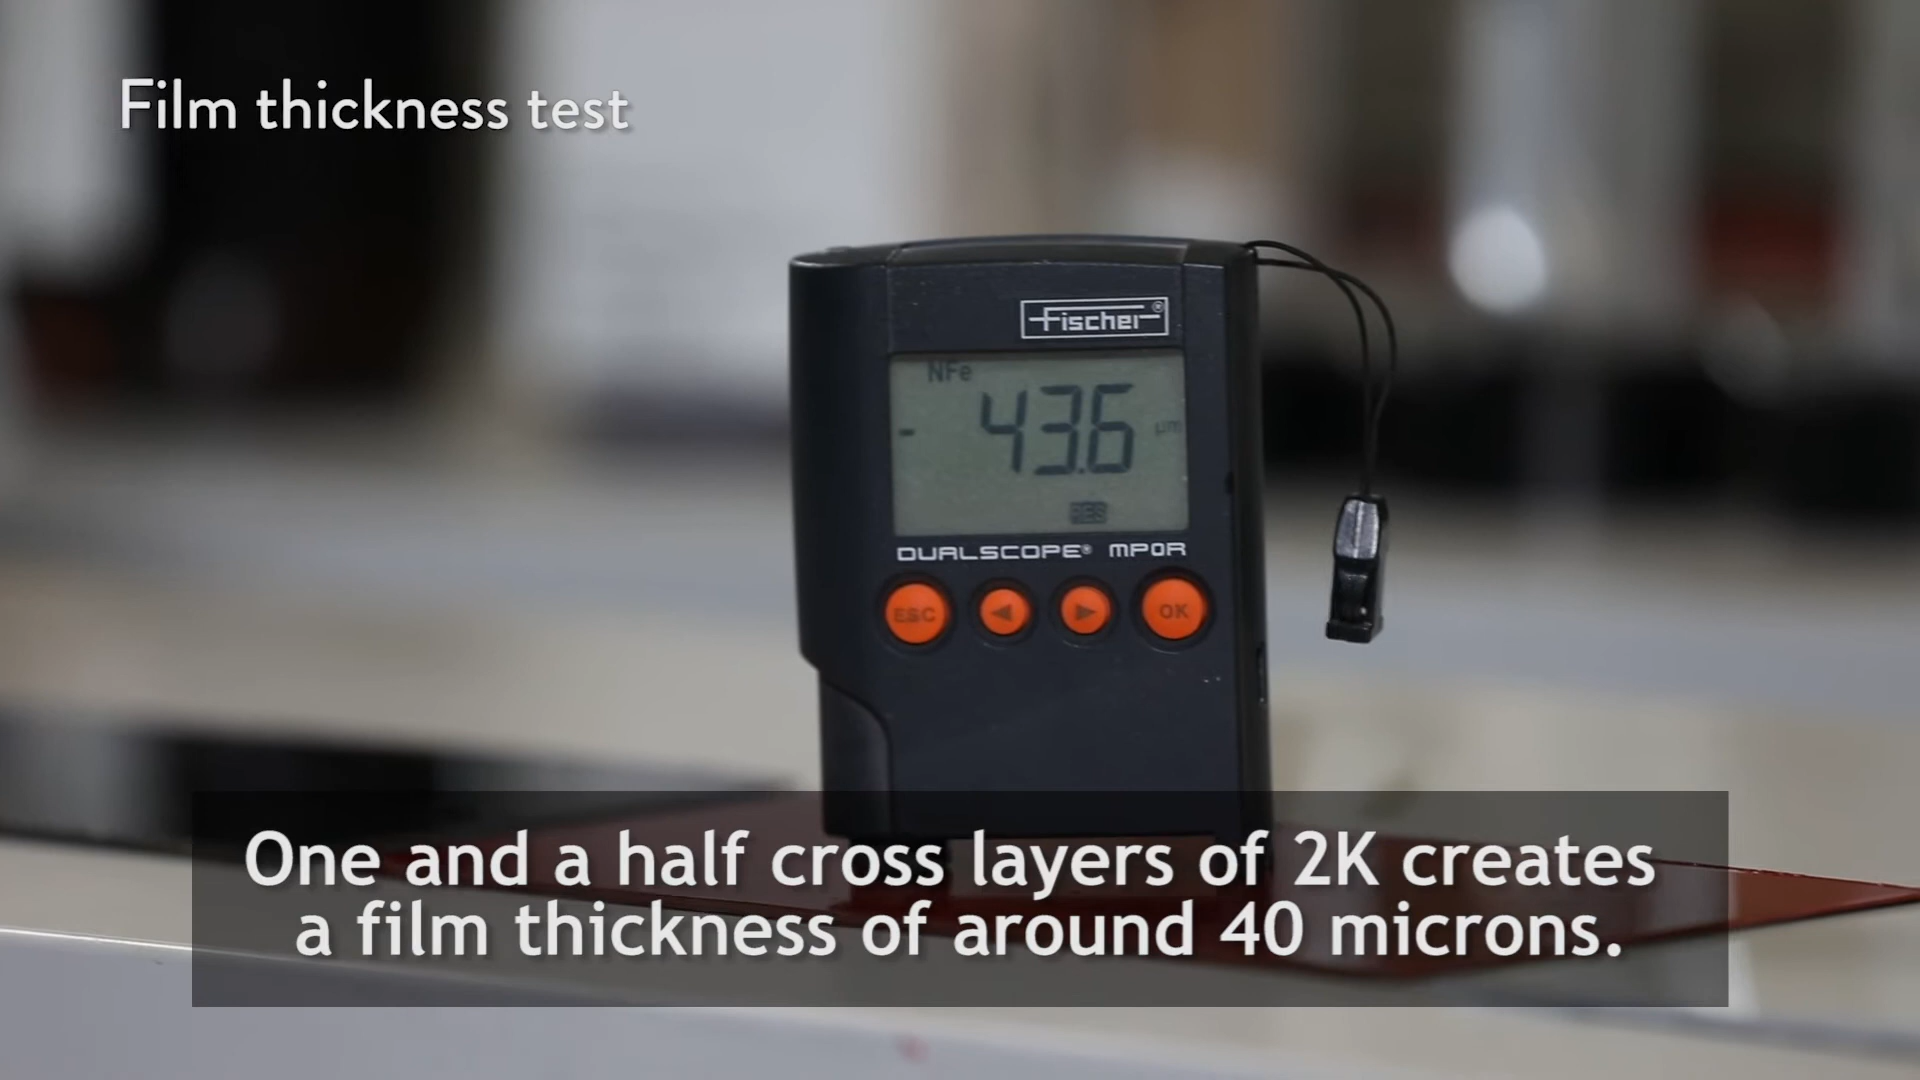 Film thickness test
Fischer®
NFe
- 43.6 µm
RES
DUALSCOPE® MP0R
ESC ◀ ▶ OK
One and a half cross layers of 2K creates
a film thickness of around 40 microns.